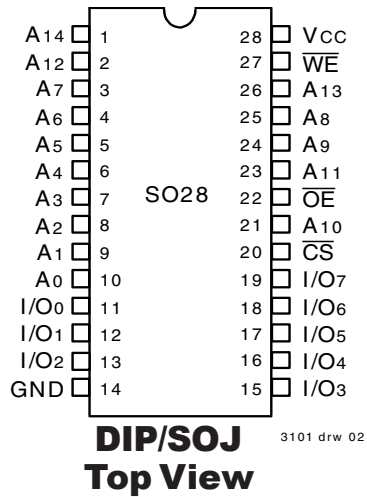 A14 1 28 VCC
A12 2 27 W̅E̅
A7 3 26 A13
A6 4 25 A8
A5 5 24 A9
A4 6 23 A11
A3 7 SO28 22 O̅E̅
A2 8 21 A10
A1 9 20 C̅S̅
A0 10 19 I/O7
I/O0 11 18 I/O6
I/O1 12 17 I/O5
I/O2 13 16 I/O4
GND 14 15 I/O3
DIP/SOJ 3101 drw 02
Top View